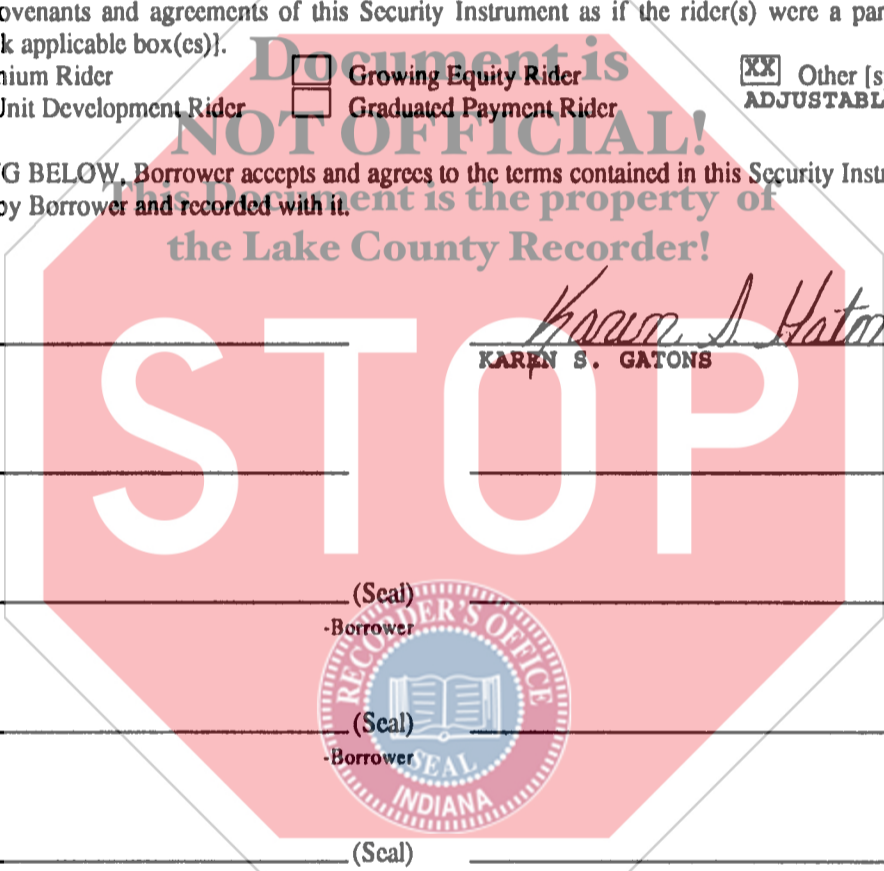 ovenants and agreements of this Security Instrument as if the rider(s) were a par
k applicable box(es)].
nium Rider Growing Equity Rider XX Other [s
Unit Development Rider Graduated Payment Rider ADJUSTABL
Document is
NOT OFFICIAL!
G BELOW, Borrower accepts and agrees to the terms contained in this Security Instr
by Borrower and recorded with it.
This Document is the property of
the Lake County Recorder!
Karen S. Gaton
KAREN S. GATONS
STOP
(Seal)
-Borrower
RECORDER'S OFFICE
(Seal)
-Borrower
SEAL
INDIANA
(Seal)